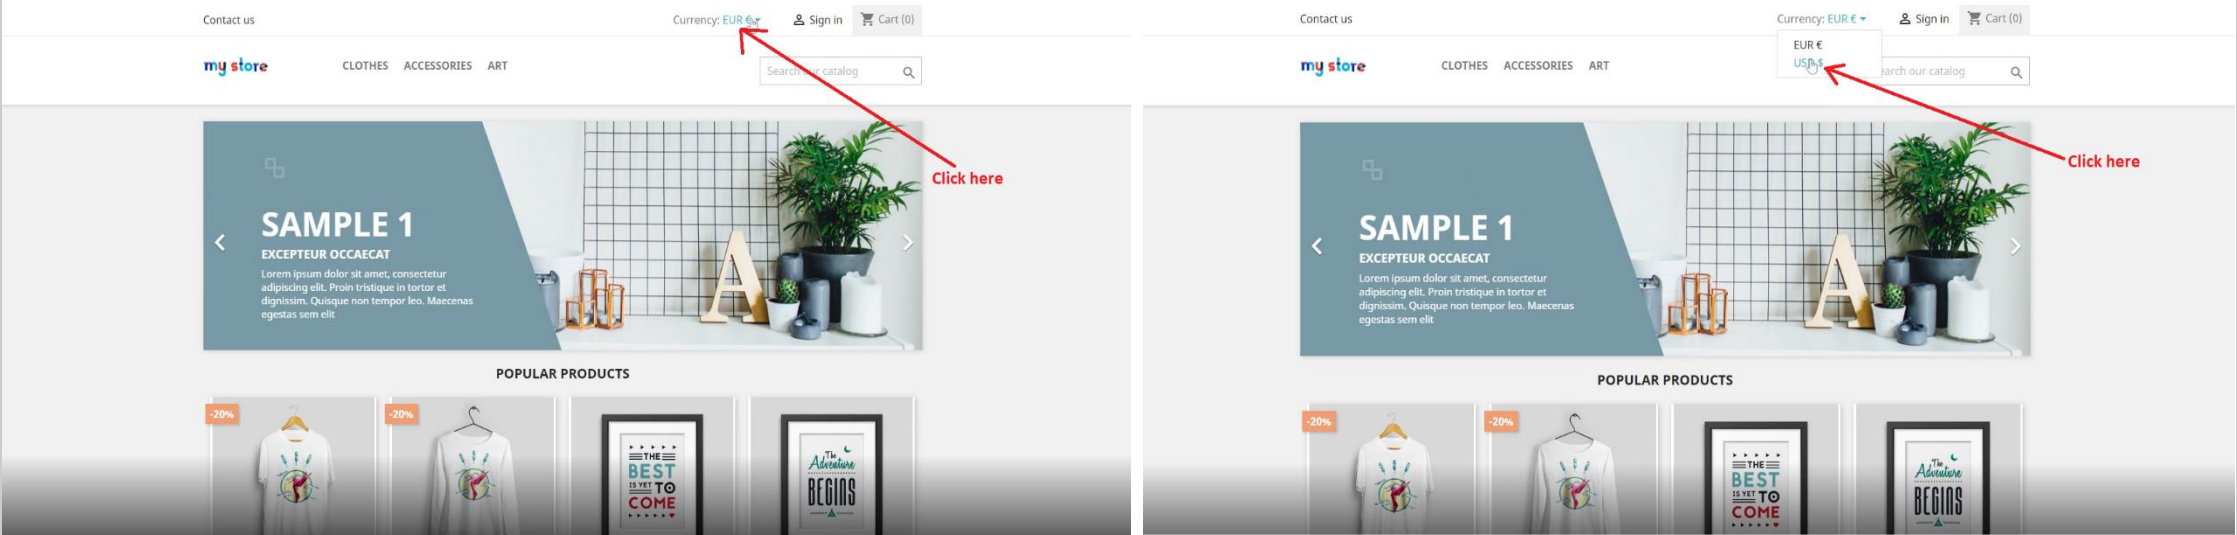 Contact us
Currency: EUR €
Sign in
Cart (0)
my store
CLOTHES ACCESSORIES ART
Search our catalog
Click here
SAMPLE 1
EXCEPTEUR OCCAECAT
Lorem ipsum dolor sit amet, consectetur
adipiscing elit. Proin tristique in tortor et
dignissim. Quisque non tempor leo. Maecenas
egestas sem elit
A
POPULAR PRODUCTS
-20%
-20%
THE
BEST
IS YET TO
COME
The
Adventure
BEGINS
Contact us
Currency: EUR €
Sign in
Cart (0)
EUR €
USD $
my store
CLOTHES ACCESSORIES ART
earch our catalog
Click here
SAMPLE 1
EXCEPTEUR OCCAECAT
Lorem ipsum dolor sit amet, consectetur
adipiscing elit. Proin tristique in tortor et
dignissim. Quisque non tempor leo. Maecenas
egestas sem elit
A
POPULAR PRODUCTS
-20%
-20%
THE
BEST
IS YET TO
COME
The
Adventure
BEGINS